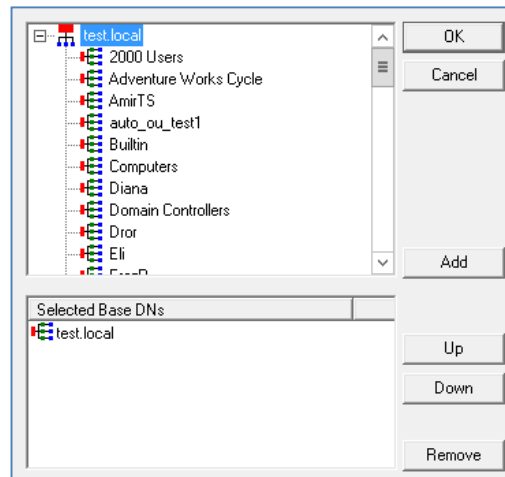 test.local
2000 Users
Adventure Works Cycle
AmirTS
auto_ou_test1
Builtin
Computers
Diana
Domain Controllers
Dror
Eli
OK
Cancel
Add
Selected Base DNs
test.local
Up
Down
Remove